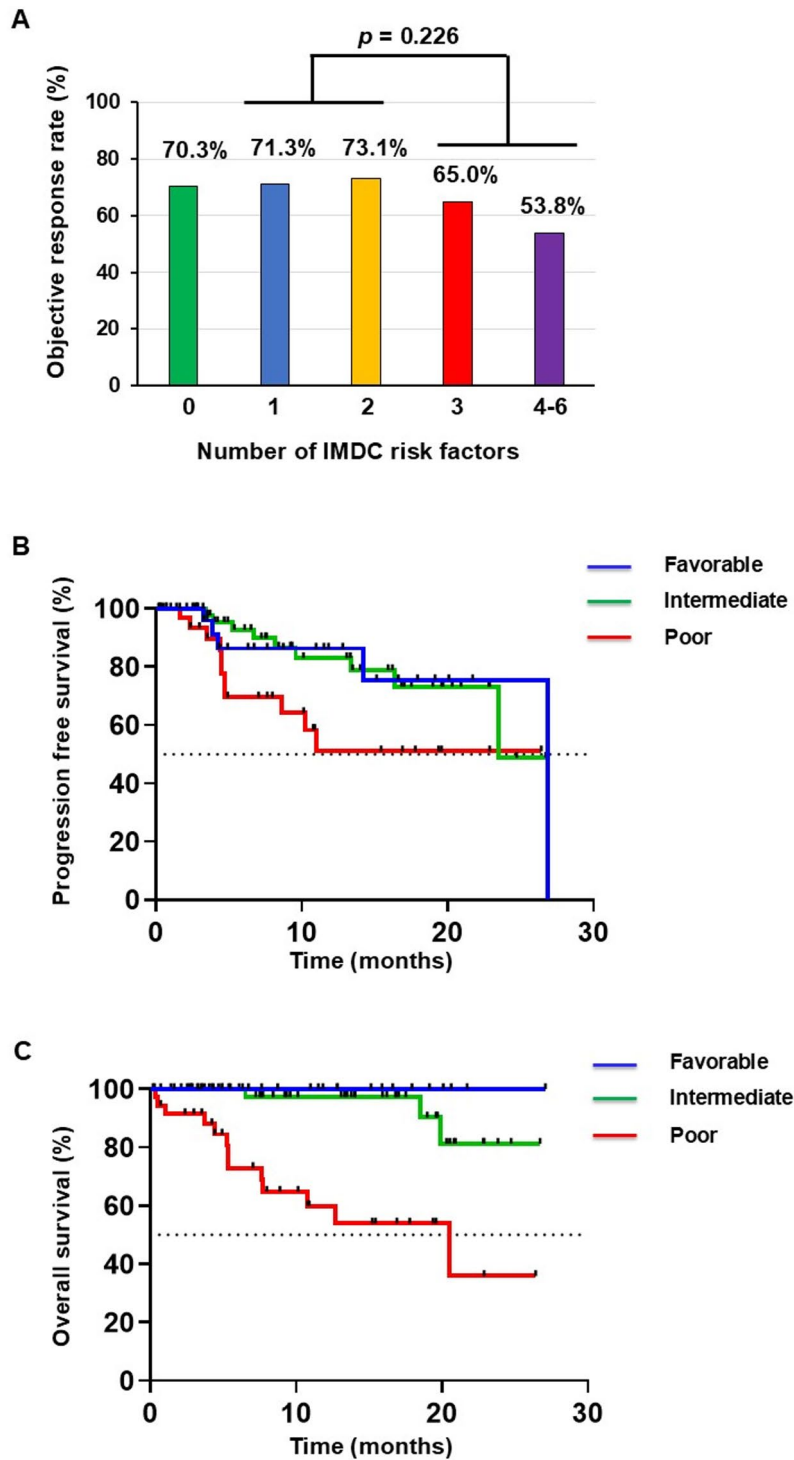 A
p = 0.226
Objective response rate (%)
100
80
60
40
20
0
70.3%
71.3%
73.1%
65.0%
53.8%
0
1
2
3
4-6
Number of IMDC risk factors
B
Favorable
Intermediate
Poor
Progression free survival (%)
100
80
60
40
20
0
0
10
20
30
Time (months)
C
Favorable
Intermediate
Poor
Overall survival (%)
100
80
60
40
20
0
0
10
20
30
Time (months)